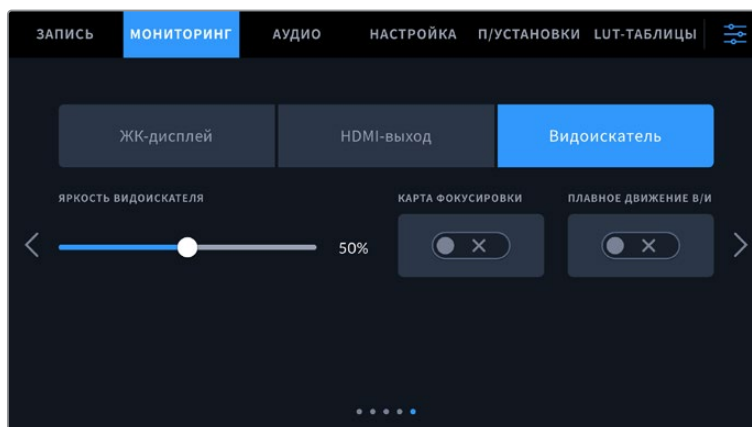 ЗАПИСЬ МОНИТОРИНГ АУДИО НАСТРОЙКА П/УСТАНОВКИ LUT-ТАБЛИЦЫ
ЖК-дисплей HDMI-выход Видоискатель
ЯРКОСТЬ ВИДОИСКАТЕЛЯ КАРТА ФОКУСИРОВКИ ПЛАВНОЕ ДВИЖЕНИЕ В/И
50%